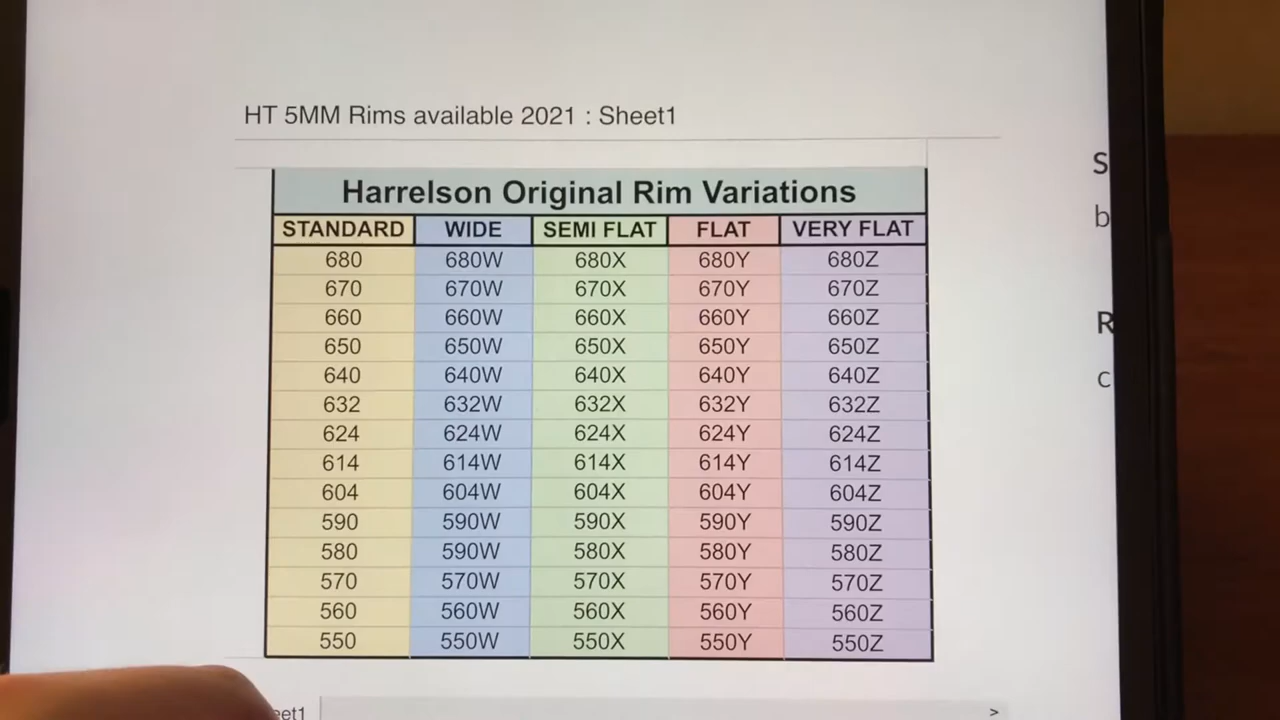 HT 5MM Rims available 2021 : Sheet1
Harrelson Original Rim Variations
STANDARD WIDE SEMI FLAT FLAT VERY FLAT
680 680W 680X 680Y 680Z
670 670W 670X 670Y 670Z
660 660W 660X 660Y 660Z
650 650W 650X 650Y 650Z
640 640W 640X 640Y 640Z
632 632W 632X 632Y 632Z
624 624W 624X 624Y 624Z
614 614W 614X 614Y 614Z
604 604W 604X 604Y 604Z
590 590W 590X 590Y 590Z
580 590W 580X 580Y 580Z
570 570W 570X 570Y 570Z
560 560W 560X 560Y 560Z
550 550W 550X 550Y 550Z
eet1 >
S
b
R
c